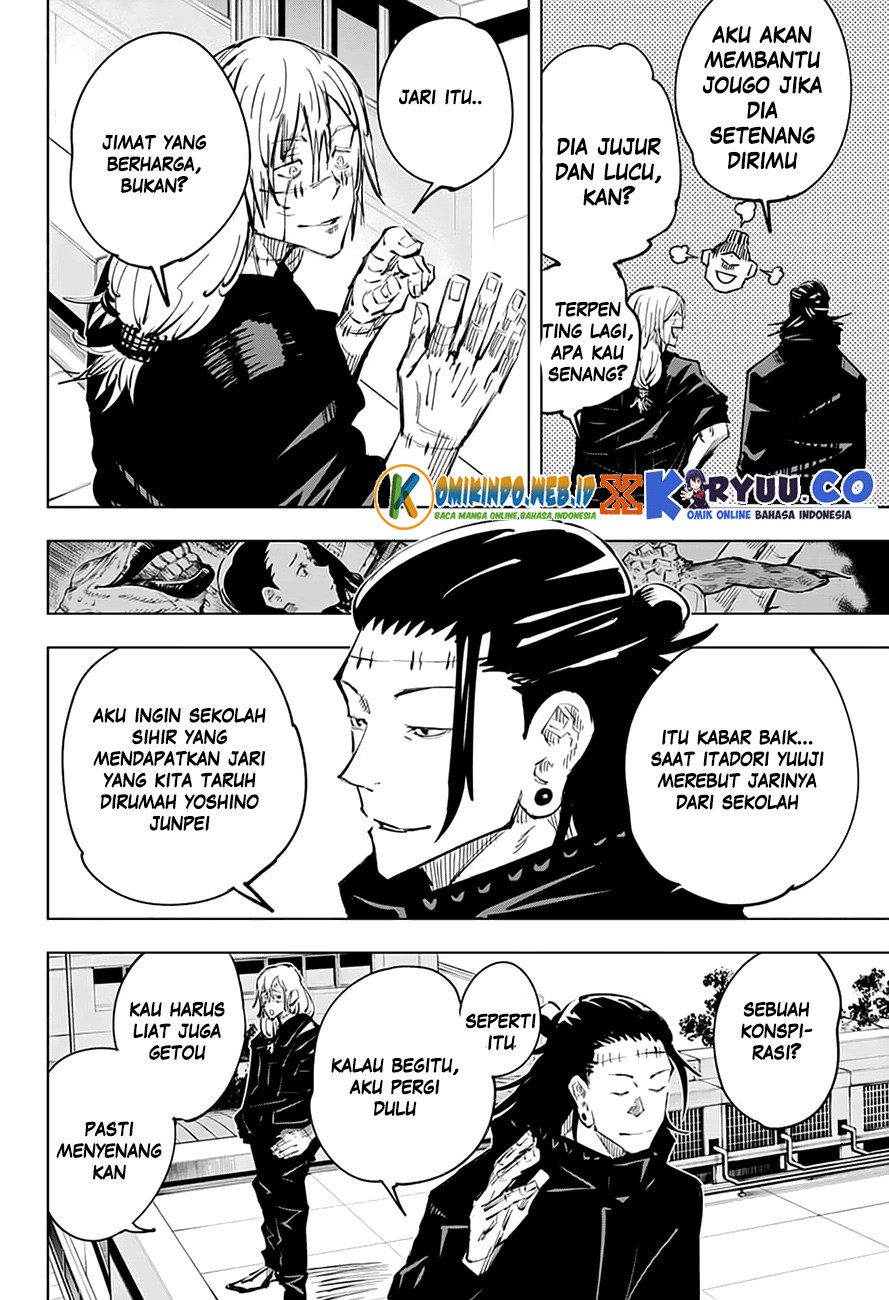 AKU AKAN
MEMBANTU
JOUGO JIKA
DIA
SETENANG
DIRIMU
DIA JUJUR
DAN LUCU,
KAN?
TERPEN
TING LAGI,
APA KAU
SENANG?
JARI ITU..
JIMAT YANG
BERHARGA,
BUKAN?
KOMIKINDO.WEB.ID X KIRYUU.CO
BACA MANGA ONLINE,BAHASA,INDONESIA
OMIK ONLINE BAHASA INDONESIA
ITU KABAR BAIK...
SAAT ITADORI YUUJI
MEREBUT JARINYA
DARI SEKOLAH
AKU INGIN SEKOLAH
SIHIR YANG
MENDAPATKAN JARI
YANG KITA TARUH
DIRUMAH YOSHINO
JUNPEI
SEBUAH
KONSPI-
RASI?
SEPERTI
ITU
KALAU BEGITU,
AKU PERGI
DULU
KAU HARUS
LIAT JUGA
GETOU
PASTI
MENYENANG
KAN